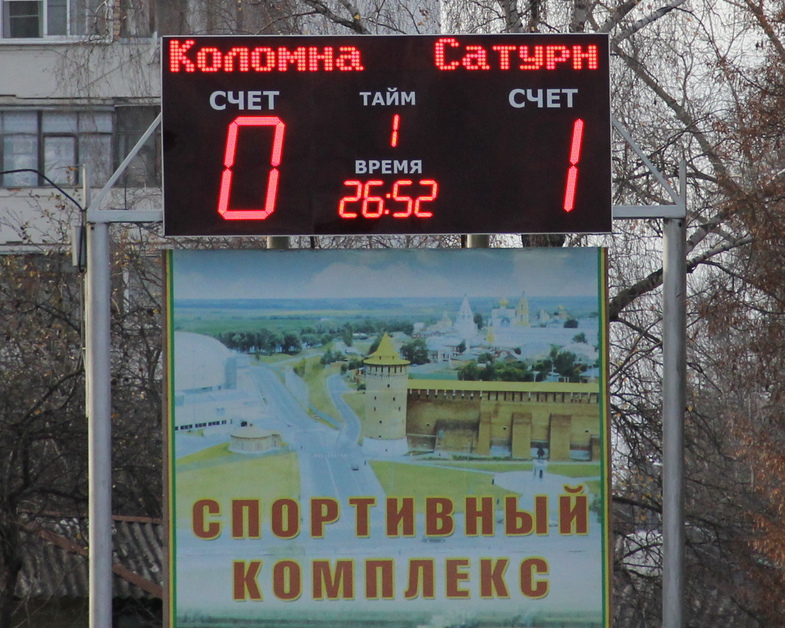 Коломна Сатурн
СЧЕТ ТАЙМ СЧЕТ
0 1 1
ВРЕМЯ
26:52
СПОРТИВНЫЙ
КОМПЛЕКС